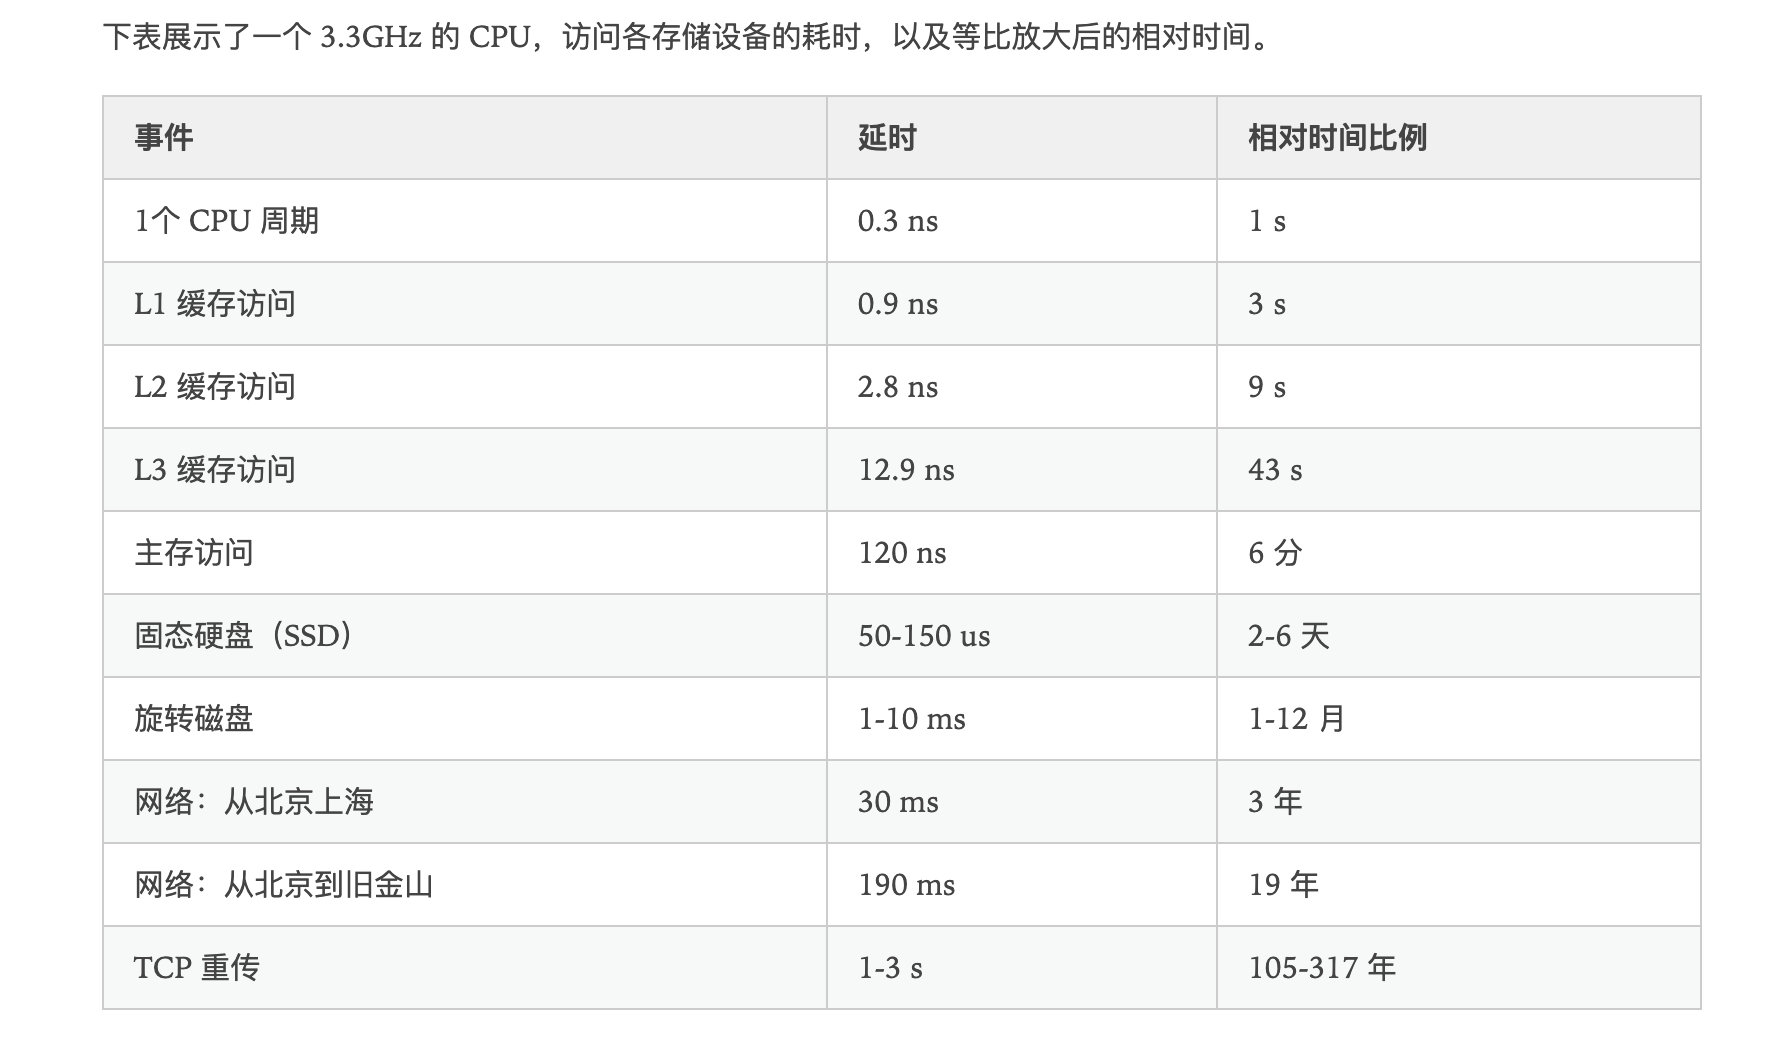 下表展示了一个 3.3GHz 的 CPU，访问各存储设备的耗时，以及等比放大后的相对时间。
事件 延时 相对时间比例
1个 CPU 周期 0.3 ns 1 s
L1 缓存访问 0.9 ns 3 s
L2 缓存访问 2.8 ns 9 s
L3 缓存访问 12.9 ns 43 s
主存访问 120 ns 6 分
固态硬盘（SSD） 50-150 us 2-6 天
旋转磁盘 1-10 ms 1-12 月
网络：从北京上海 30 ms 3 年
网络：从北京到旧金山 190 ms 19 年
TCP 重传 1-3 s 105-317 年